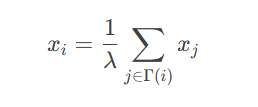 $x_i = \frac{1}{\lambda} \sum_{j \in \Gamma(i)} x_j$